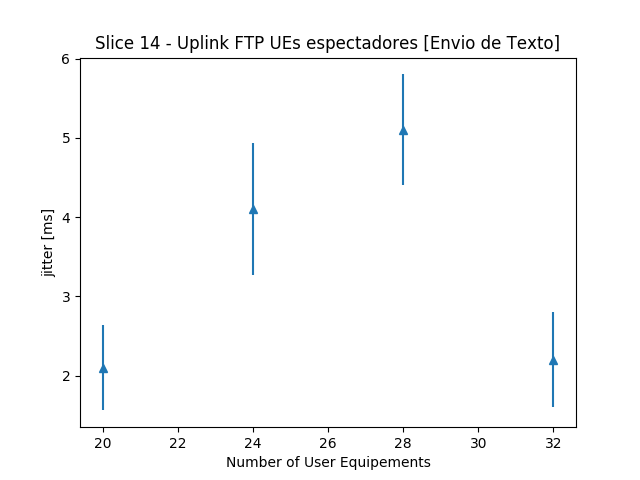 Slice 14 - Uplink FTP UEs espectadores [Envio de Texto]
6
5
4
3
2
jitter [ms]
20 22 24 26 28 30 32
Number of User Equipements